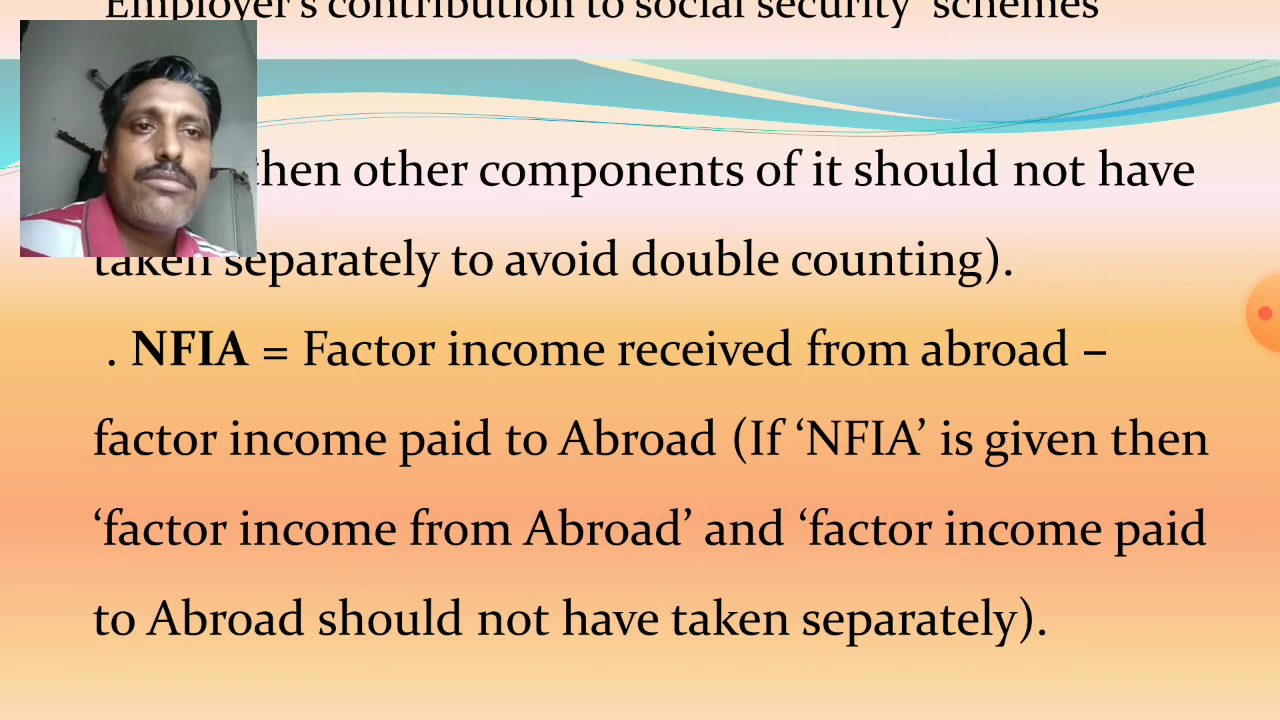 Employer's contribution to social security' schemes
then other components of it should not have
taken separately to avoid double counting).
. NFIA = Factor income received from abroad –
factor income paid to Abroad (If ‘NFIA’ is given then
‘factor income from Abroad’ and ‘factor income paid
to Abroad should not have taken separately).